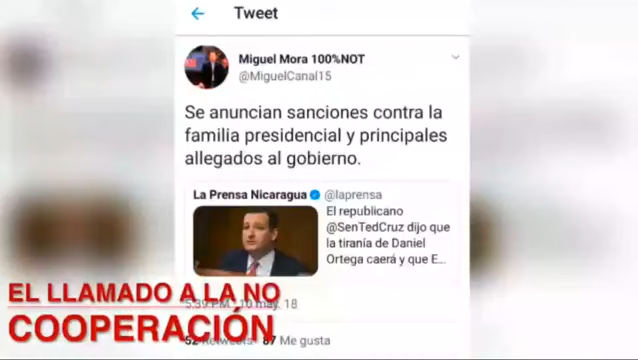 Tweet
Miguel Mora 100%NOT
@MiguelCanal15
Se anuncian sanciones contra la
familia presidencial y principales
allegados al gobierno.
La Prensa Nicaragua @laprensa
El republicano
@SenTedCruz dijo que
la tiranía de Daniel
Ortega caerá y que E...
EL LLAMADO A LA NO
5:39 PM · 10 may. 18
COOPERACIÓN
52 Retweets 87 Me gusta